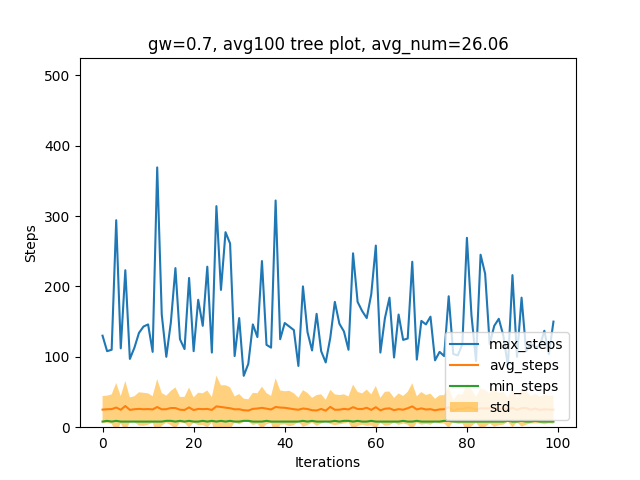 gw=0.7, avg100 tree plot, avg_num=26.06
Steps
500
400
300
200
100
0
0
20
40
60
80
100
Iterations
max_steps
avg_steps
min_steps
std